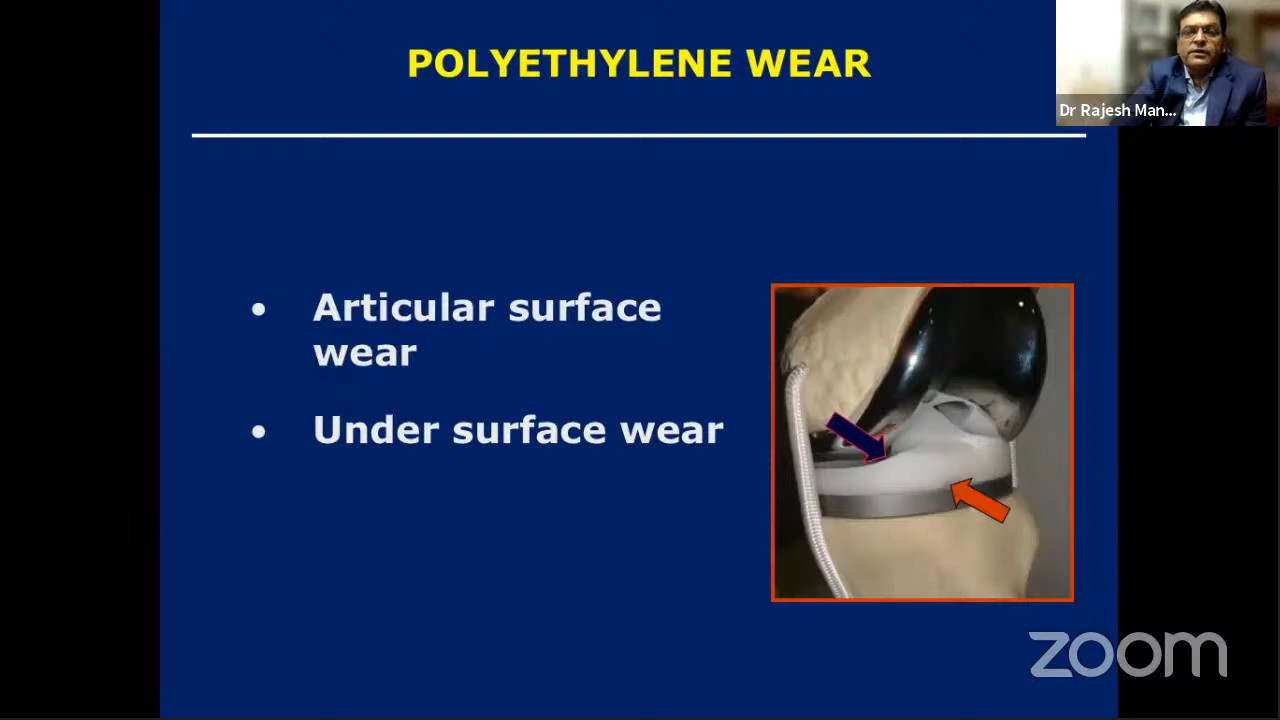 POLYETHYLENE WEAR
Dr Rajesh Man...
• Articular surface
wear
• Under surface wear
zoom